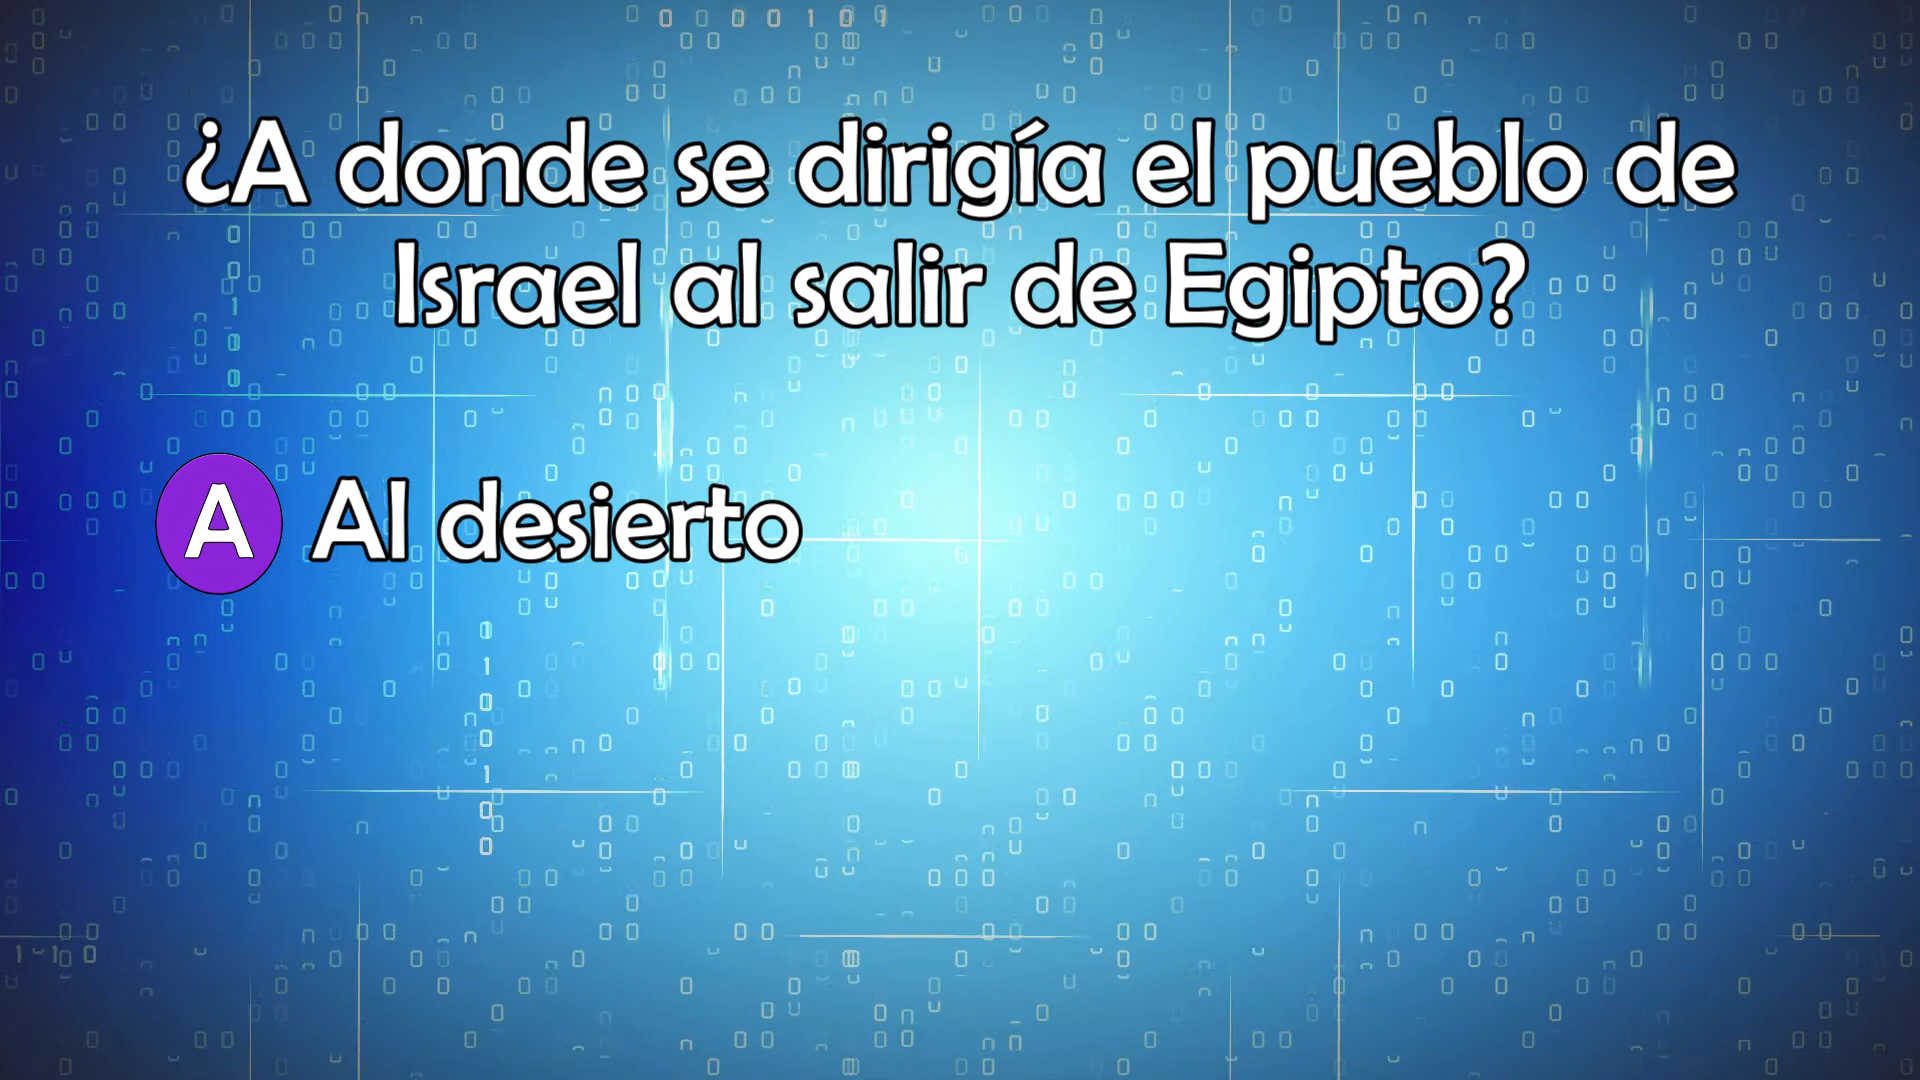 ¿A donde se dirigía el pueblo de
Israel al salir de Egipto?
A Al desierto